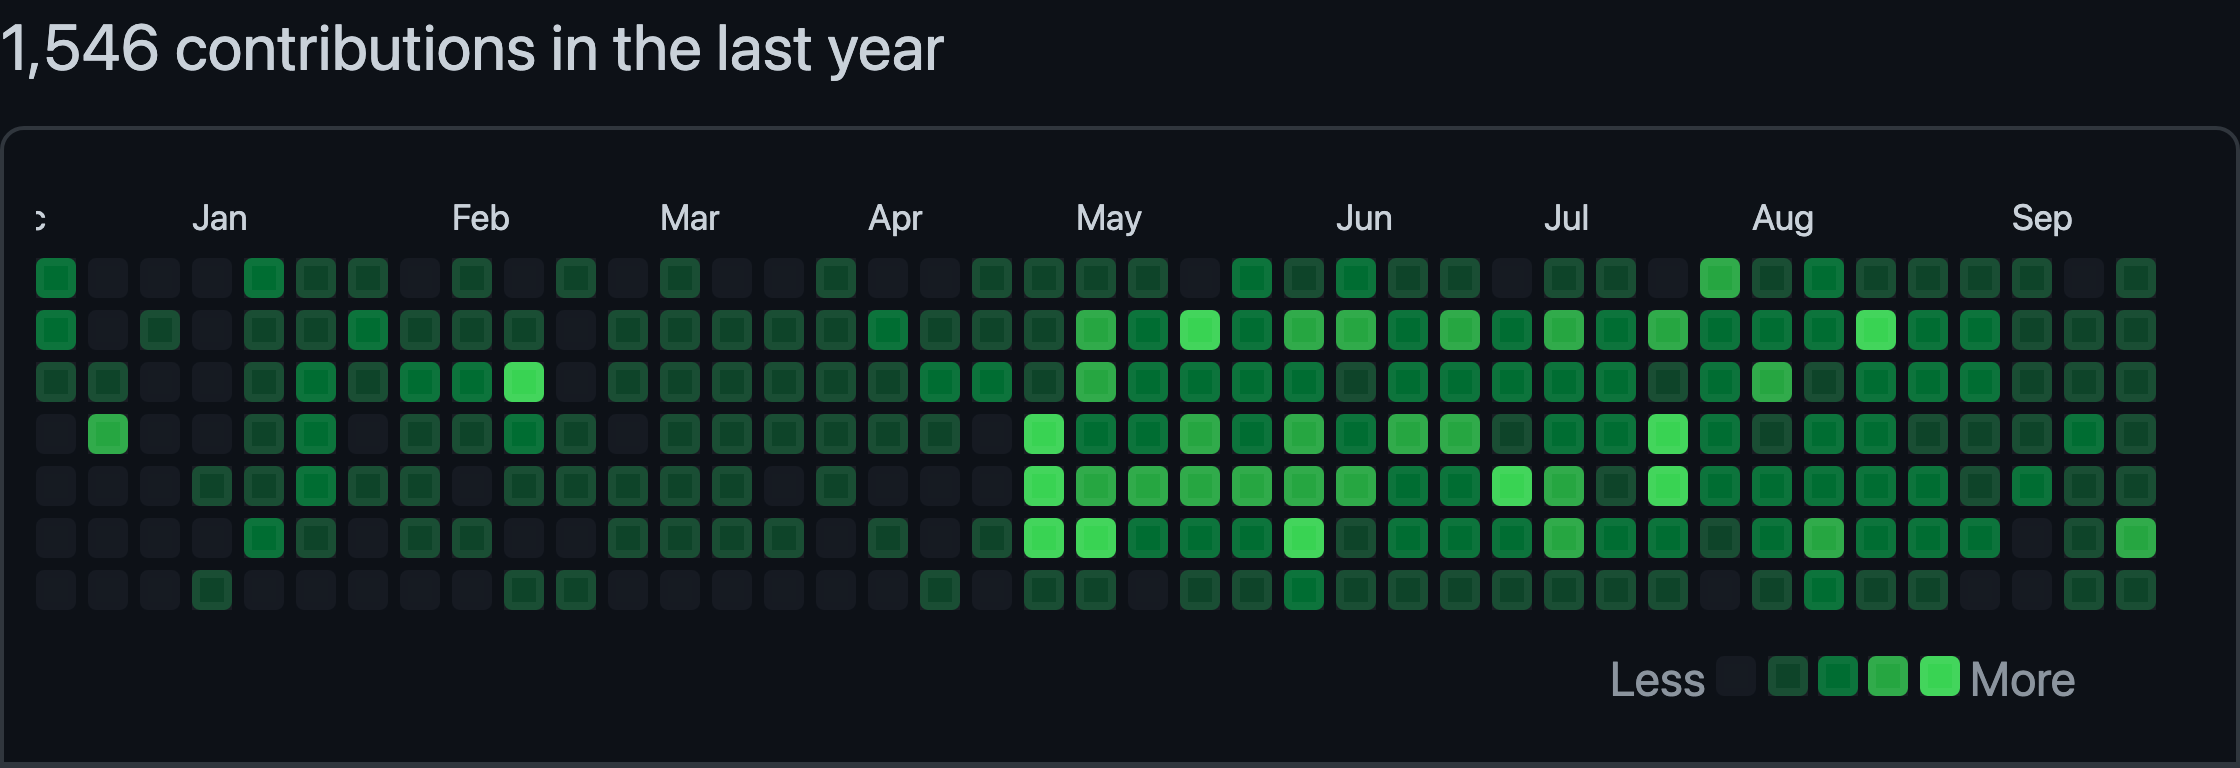 1,546 contributions in the last year
c Jan Feb Mar Apr May Jun Jul Aug Sep
Less More